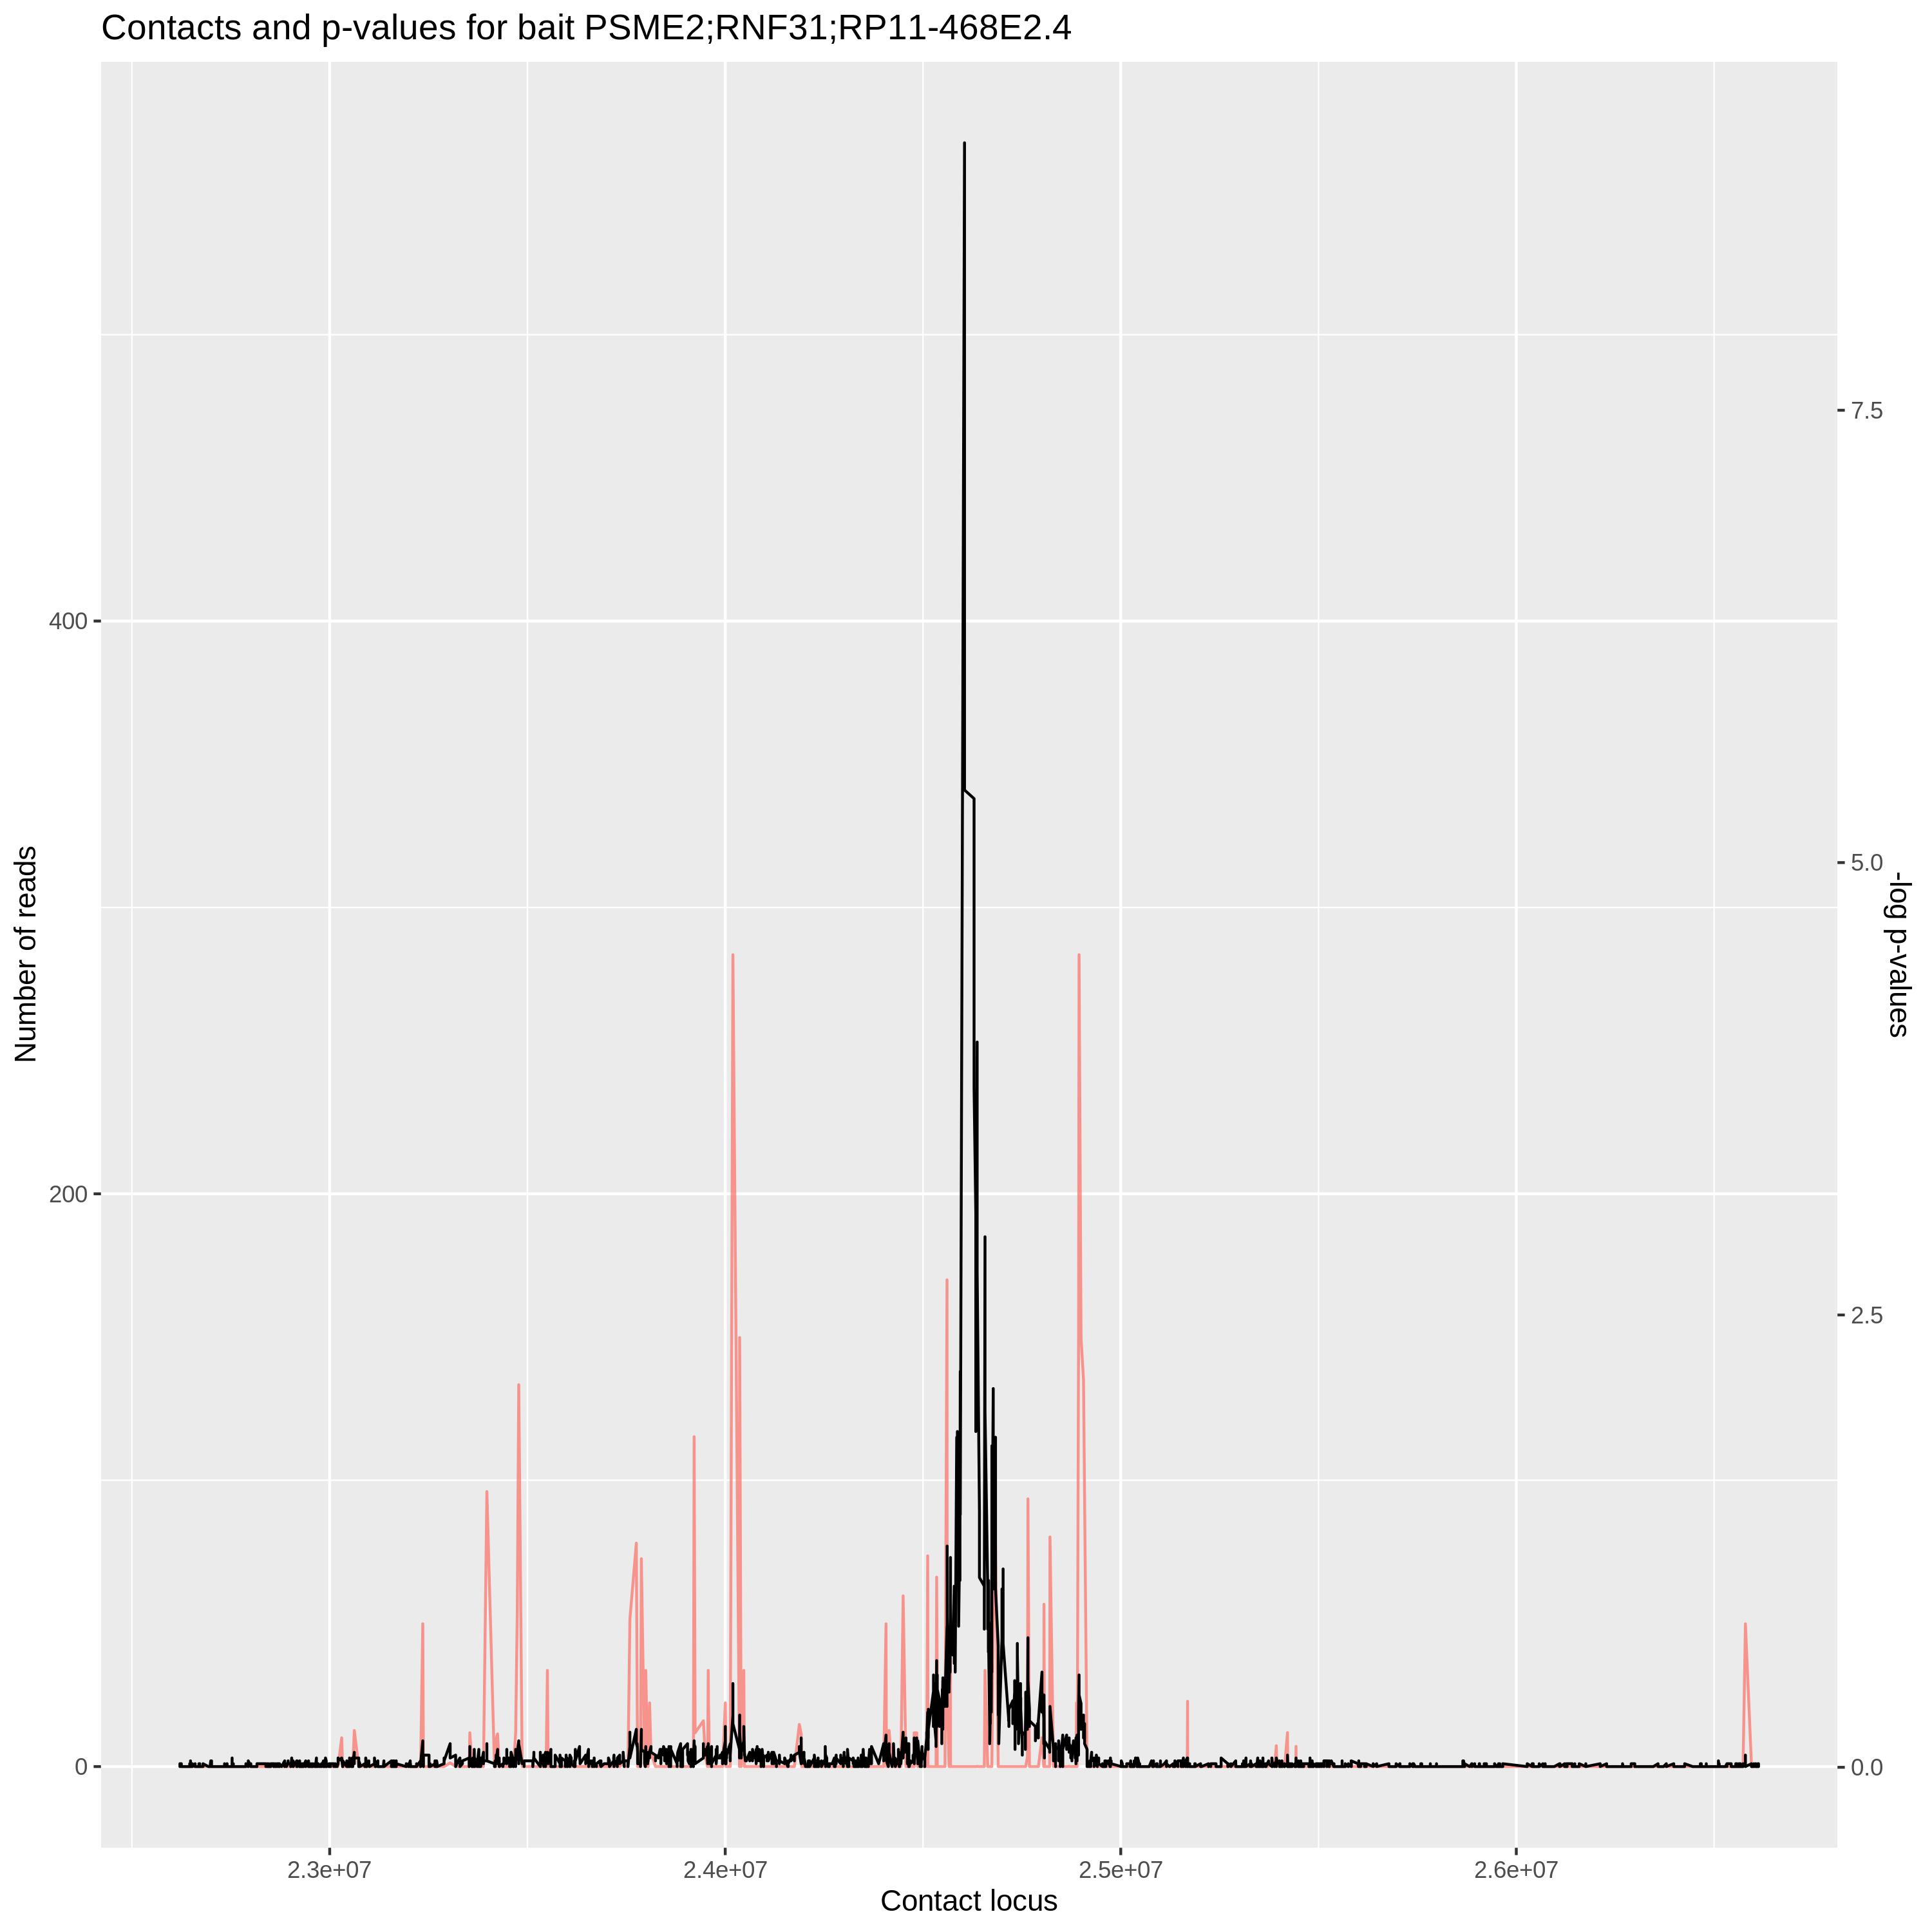 Contacts and p-values for bait PSME2;RNF31;RP11-468E2.4
Number of reads
400
200
0
7.5
5.0
2.5
0.0
-log p-values
2.3e+07
2.4e+07
2.5e+07
2.6e+07
Contact locus